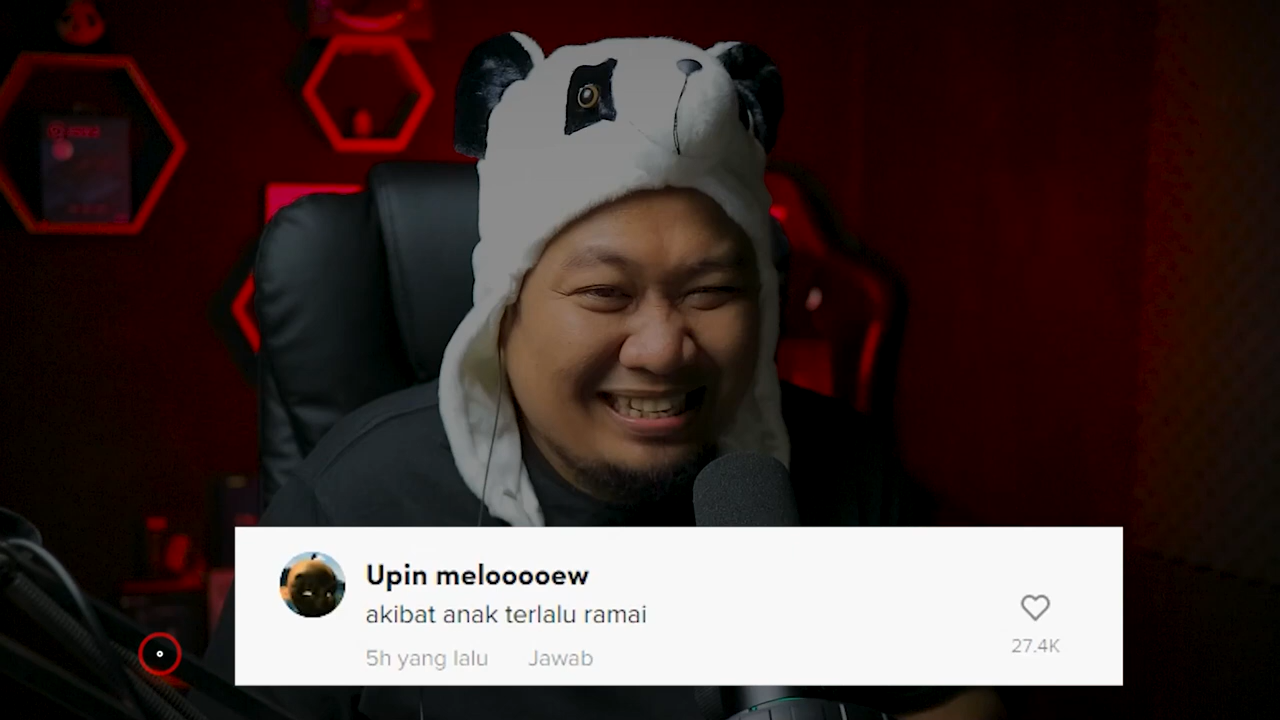 Upin melooooew
akibat anak terlalu ramai
5h yang lalu Jawab
27.4K